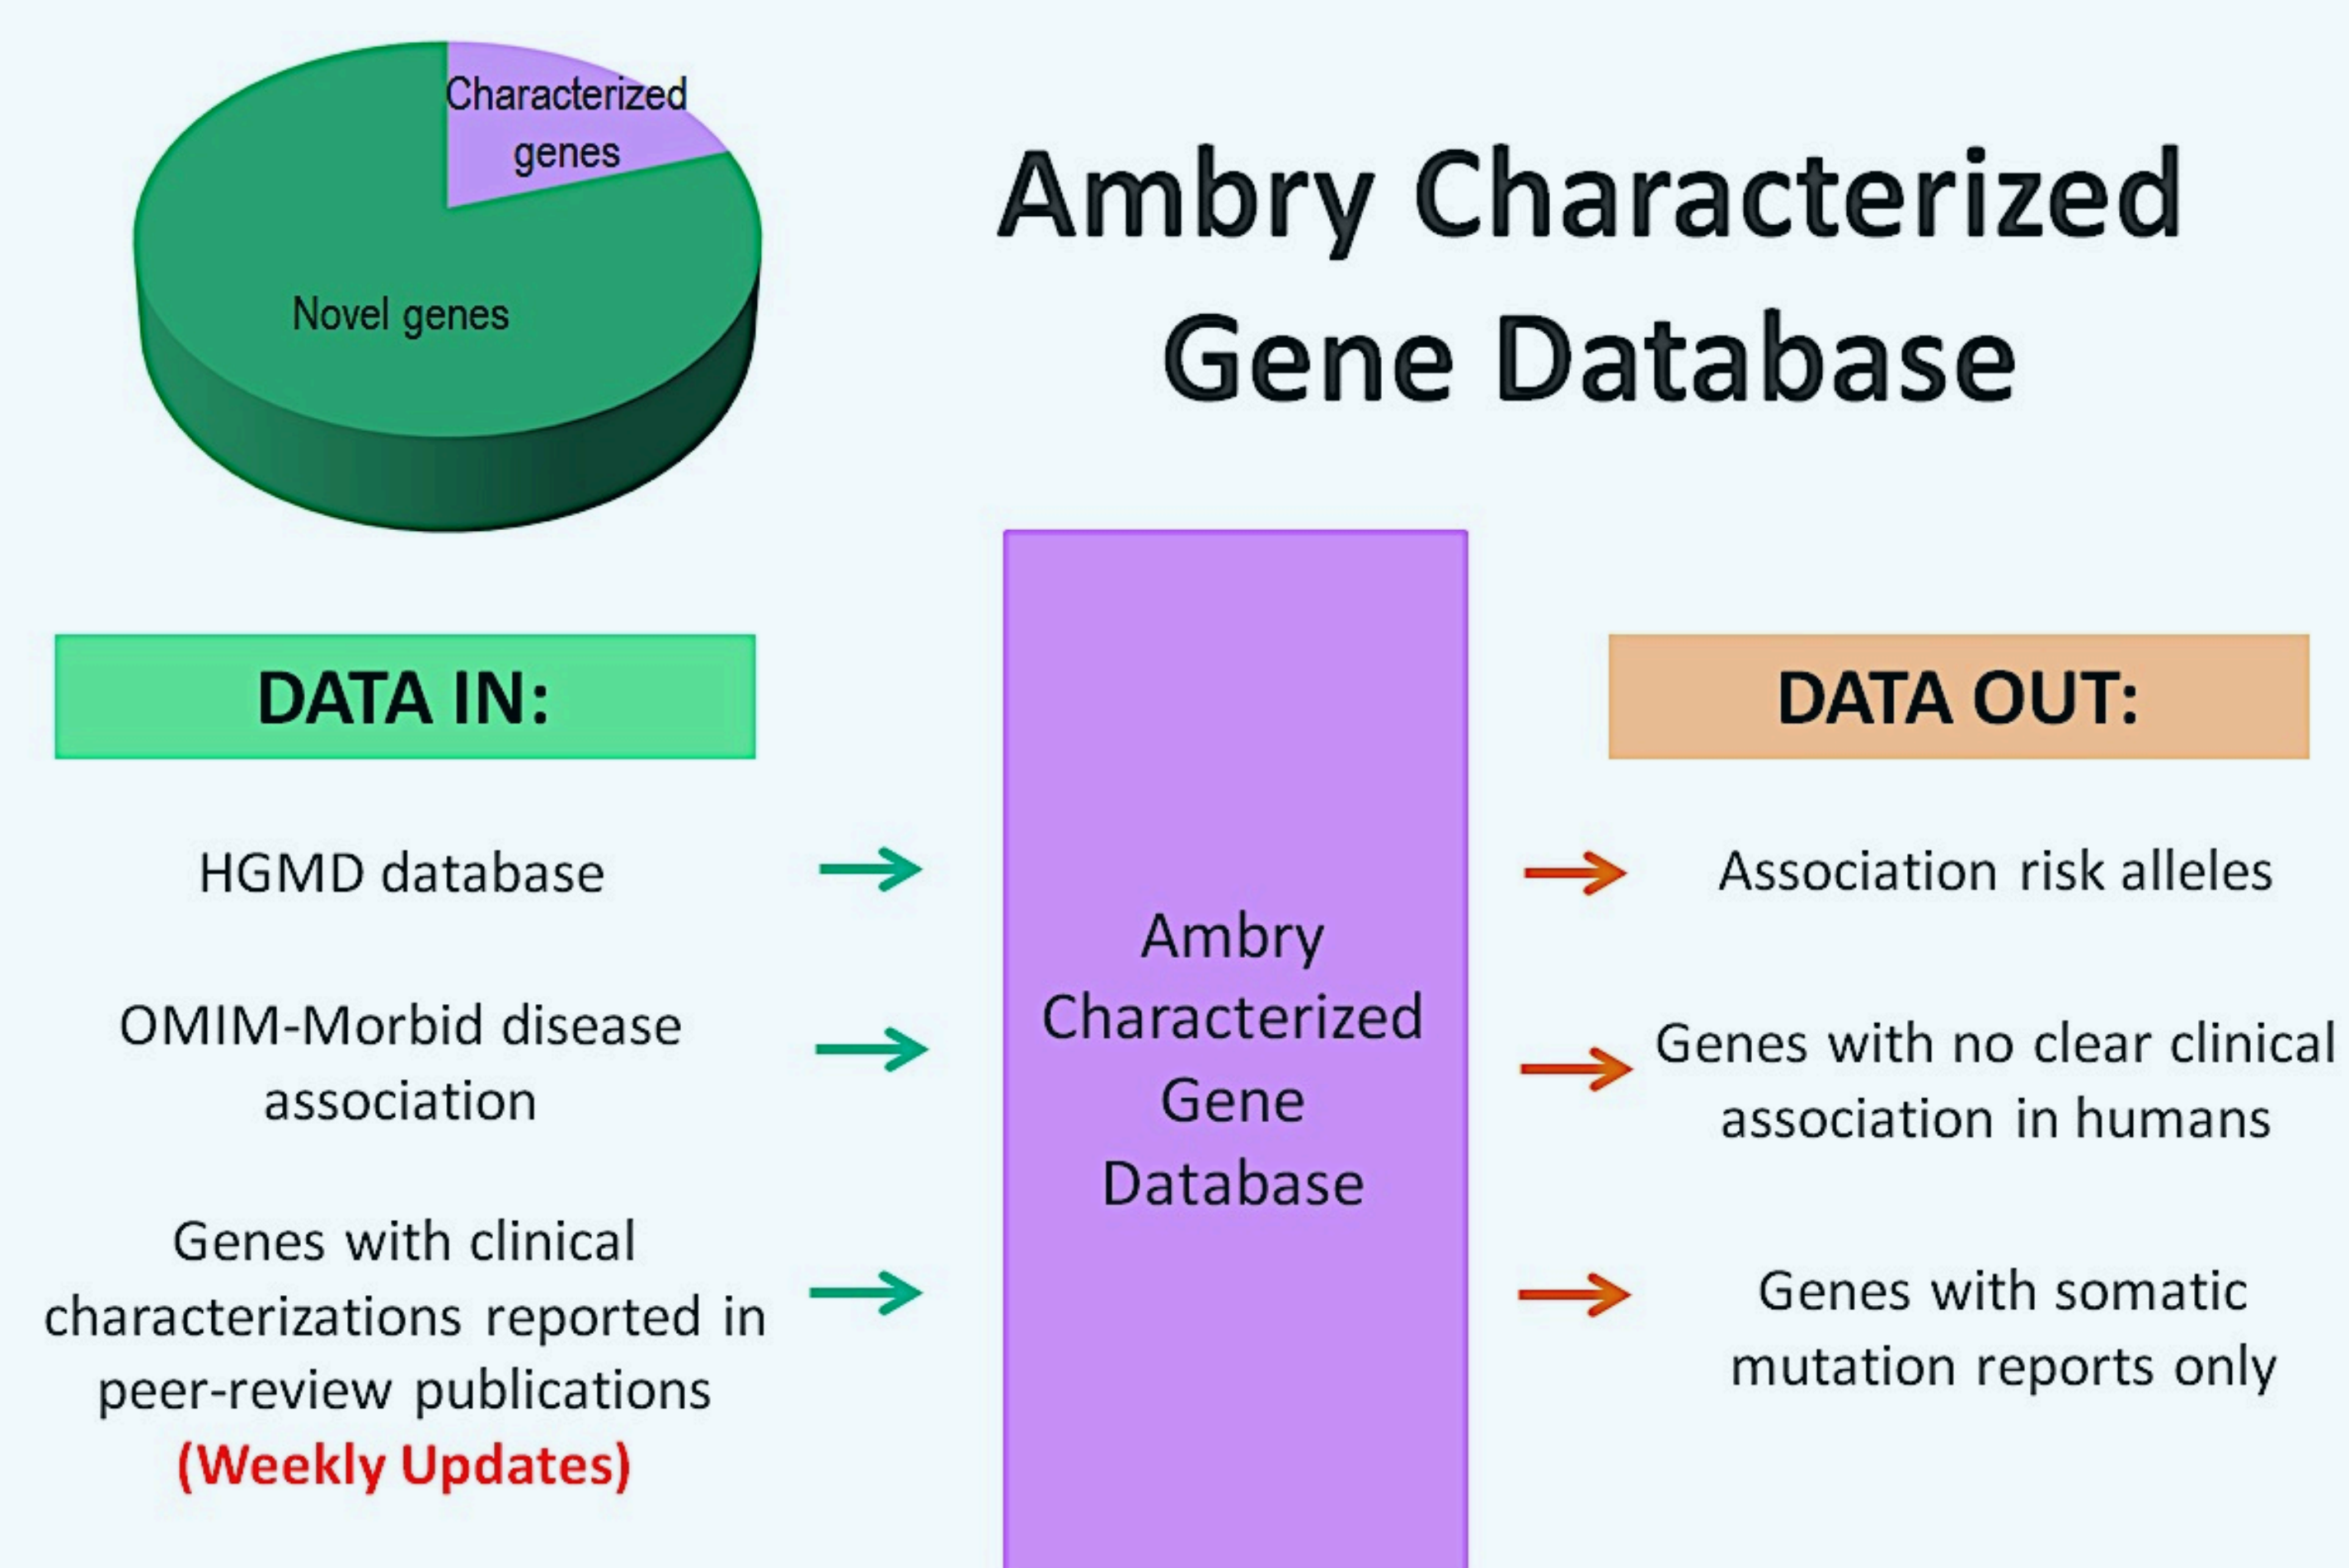 Characterized
genes
Novel genes
Ambry Characterized
Gene Database
DATA IN:
HGMD database
OMIM-Morbid disease
association
Genes with clinical
characterizations reported in
peer-review publications
(Weekly Updates)
Ambry
Characterized
Gene
Database
DATA OUT:
Association risk alleles
Genes with no clear clinical
association in humans
Genes with somatic
mutation reports only